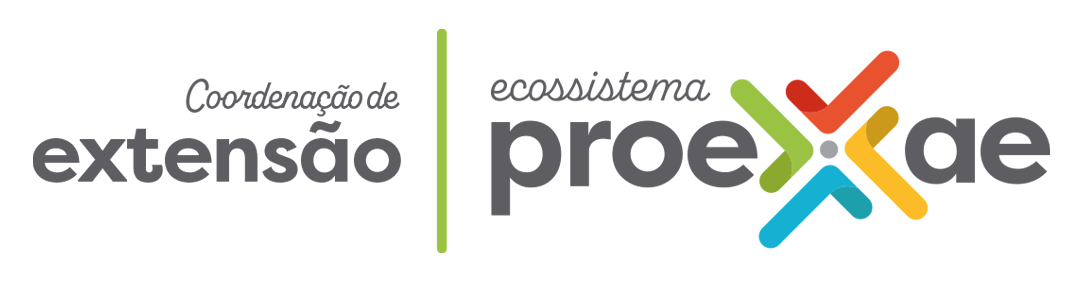 Coordenação de
extensão
ecossistema
proexae